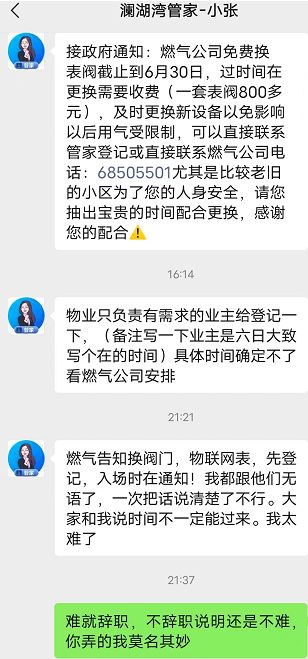 澜湖湾管家-小张
接政府通知：燃气公司免费换
表阀截止到6月30日，过时间在
更换需要收费（一套表阀800多
元），及时更换新设备以免影响
以后用气受限制，可以直接联系
管家登记或直接联系燃气公司电
话：68505501尤其是比较老旧
的小区为了您的人身安全，请您
抽出宝贵的时间配合更换，感谢
您的配合⚠️
16:14
物业只负责有需求的业主给登记一
下，（备注写一下业主是六日大致
写个在的时间）具体时间确定不了
看燃气公司安排
21:21
燃气告知换阀门，物联网表，先登
记，入场时在通知！我都跟他们无
语了，一次把话说清楚了不行。大
家和我说时间不一定能过来。我太
难了
21:37
难就辞职，不辞职说明还是不难，
你弄的我莫名其妙